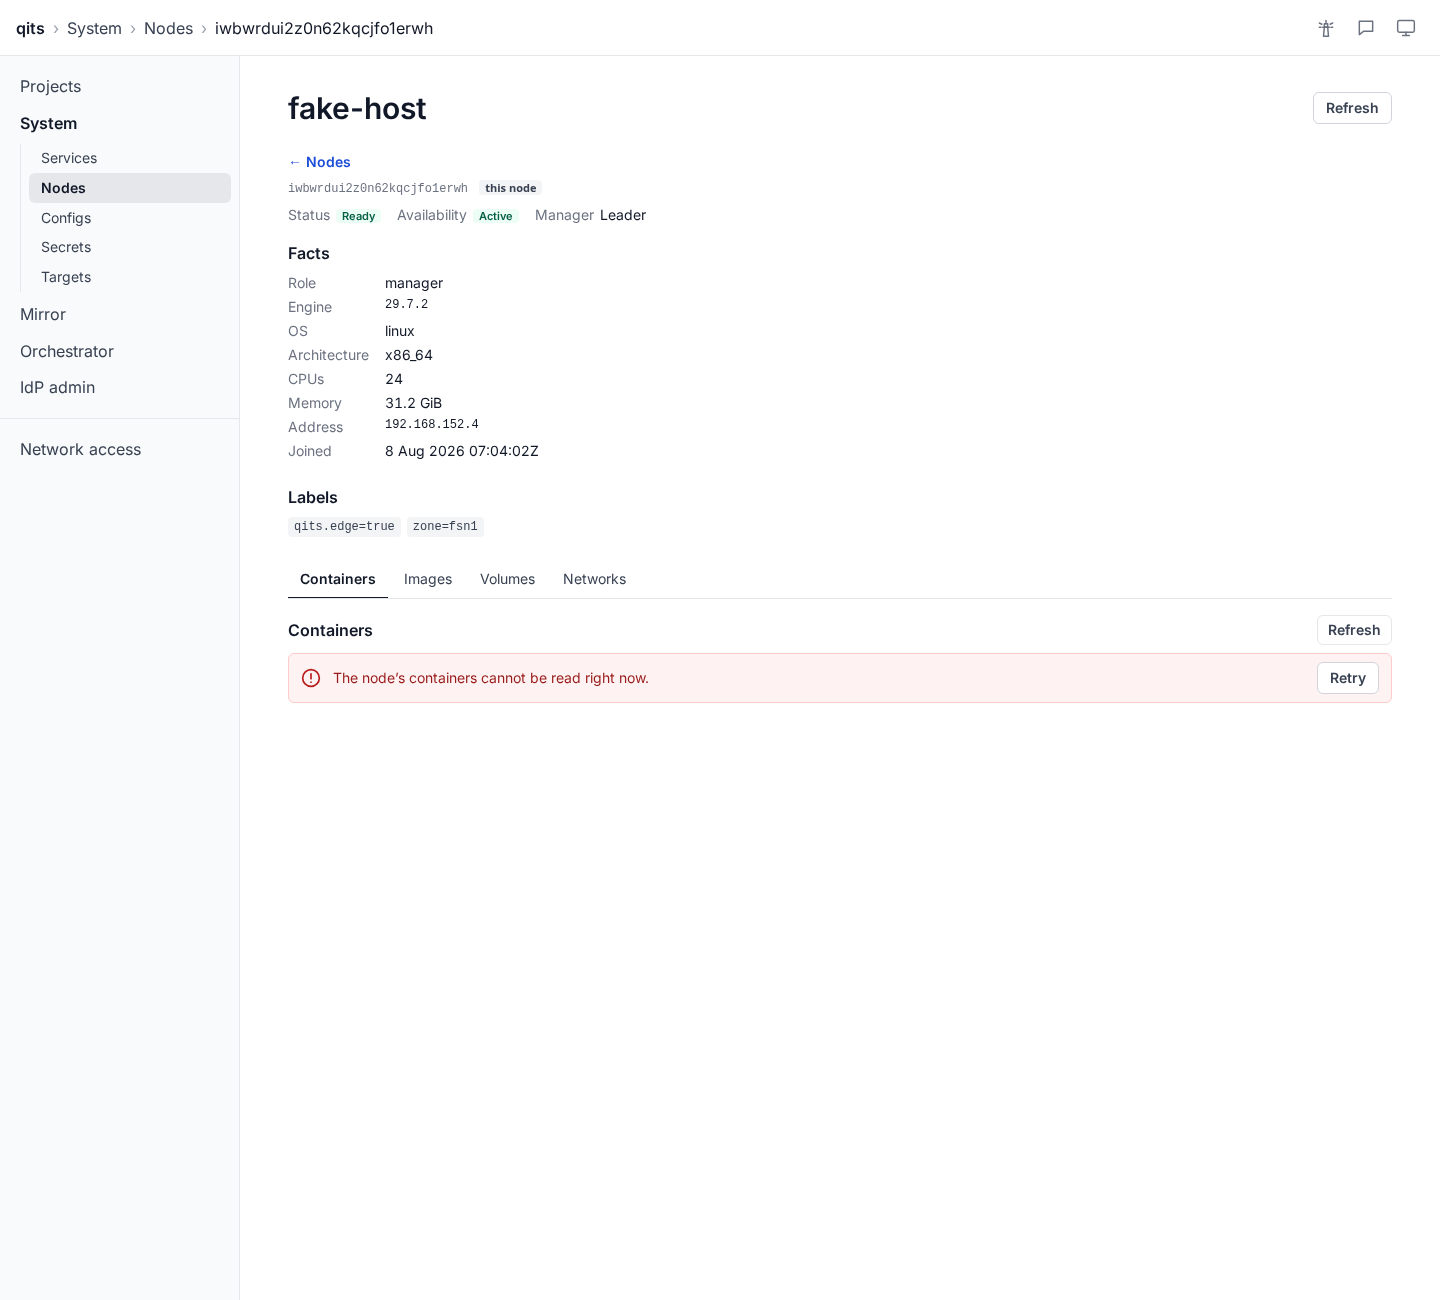 qits › System › Nodes › iwbwrdui2z0n62kqcjfo1erwh
Projects
System
Services
Nodes
Configs
Secrets
Targets
Mirror
Orchestrator
IdP admin
Network access
fake-host
Refresh
← Nodes
iwbwrdui2z0n62kqcjfo1erwh this node
Status Ready Availability Active Manager Leader
Facts
Role manager
Engine 29.7.2
OS linux
Architecture x86_64
CPUs 24
Memory 31.2 GiB
Address 192.168.152.4
Joined 8 Aug 2026 07:04:02Z
Labels
qits.edge=true zone=fsn1
Containers Images Volumes Networks
Containers Refresh
The node’s containers cannot be read right now. Retry